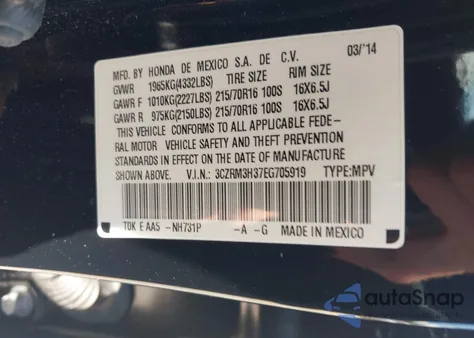 MFD. BY HONDA DE MEXICO S.A. DE C.V. 03/'14
GVWR 1965KG(4332LBS) TIRE SIZE RIM SIZE
GAWR F 1010KG(2227LBS) 215/70R16 100S 16X6.5J
GAWR R 975KG(2150LBS) 215/70R16 100S 16X6.5J
THIS VEHICLE CONFORMS TO ALL APPLICABLE FEDE-
RAL MOTOR VEHICLE SAFETY AND THEFT PREVENTION
STANDARDS IN EFFECT ON THE DATE OF MANUFACTURE
SHOWN ABOVE. V.I.N.: 3CZRM3H37EG705919 TYPE:MPV
T0K E AA5 -NH731P -A -G MADE IN MEXICO
autoSnap